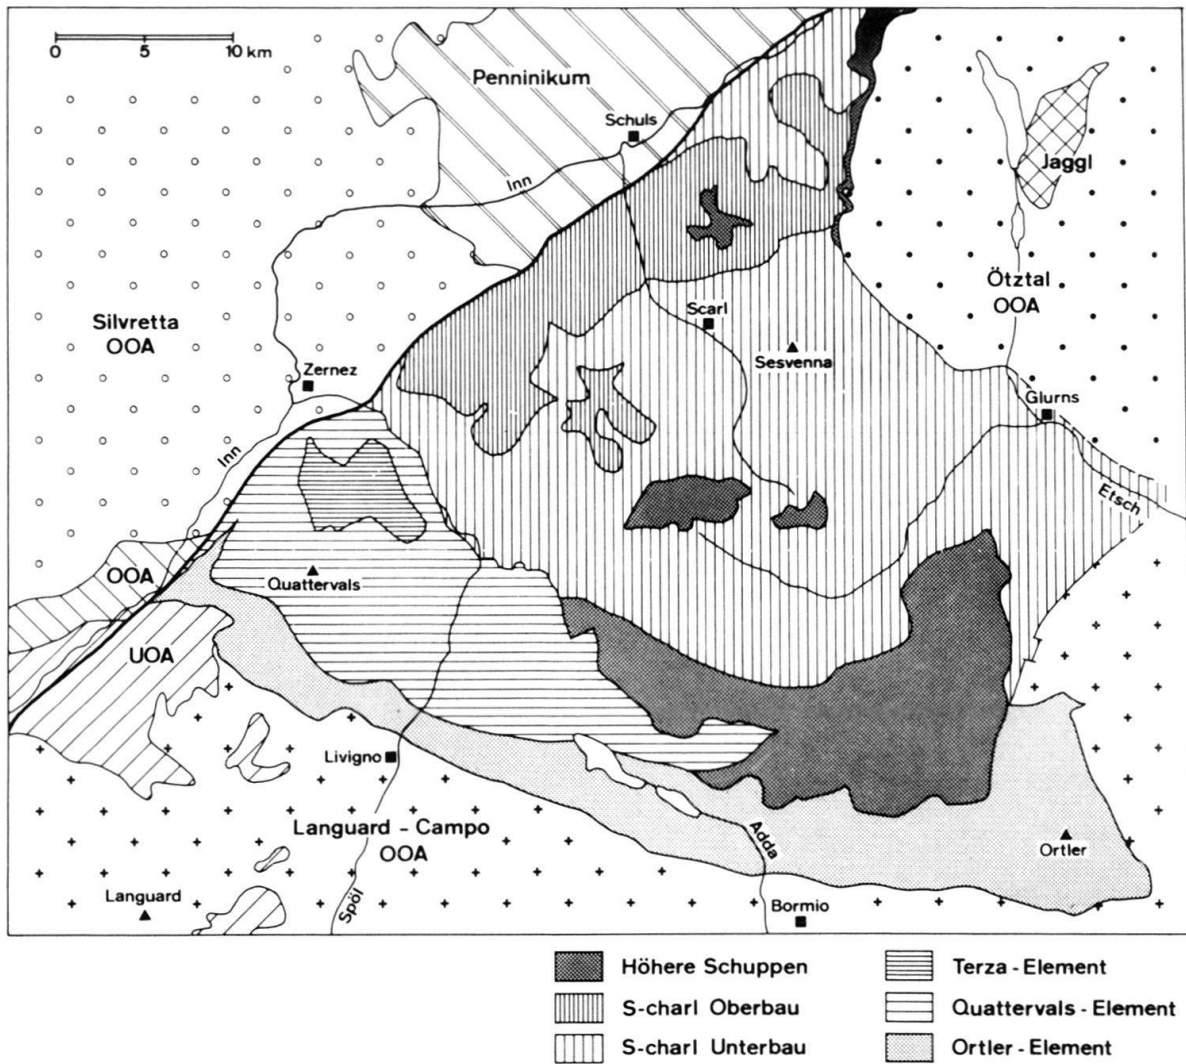 0 5 10 km
Penninikum
Schuls
Inn
Jaggl
Silvretta
OOA
Ötztal
OOA
Scarl
Sesvenna
Zernez
Glurns
Inn
Etsch
OOA
Quattervals
UOA
Livigno
Languard - Campo
OOA
Adda
Ortler
Languard
Spöl
Bormio
Höhere Schuppen
S-charl Oberbau
S-charl Unterbau
Terza - Element
Quattervals - Element
Ortler - Element